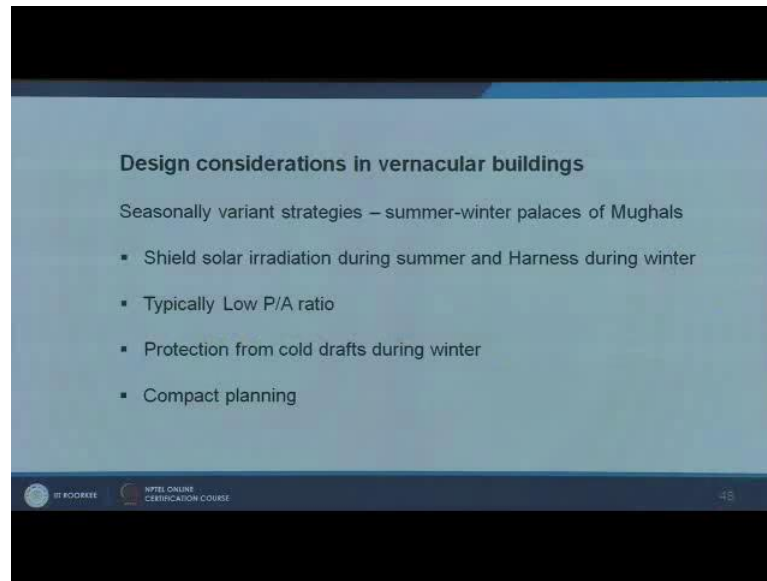 Design considerations in vernacular buildings
Seasonally variant strategies – summer-winter palaces of Mughals
▪ Shield solar irradiation during summer and Harness during winter
▪ Typically Low P/A ratio
▪ Protection from cold drafts during winter
▪ Compact planning
IIT ROORKEE
NPTEL ONLINE
CERTIFICATION COURSE
48